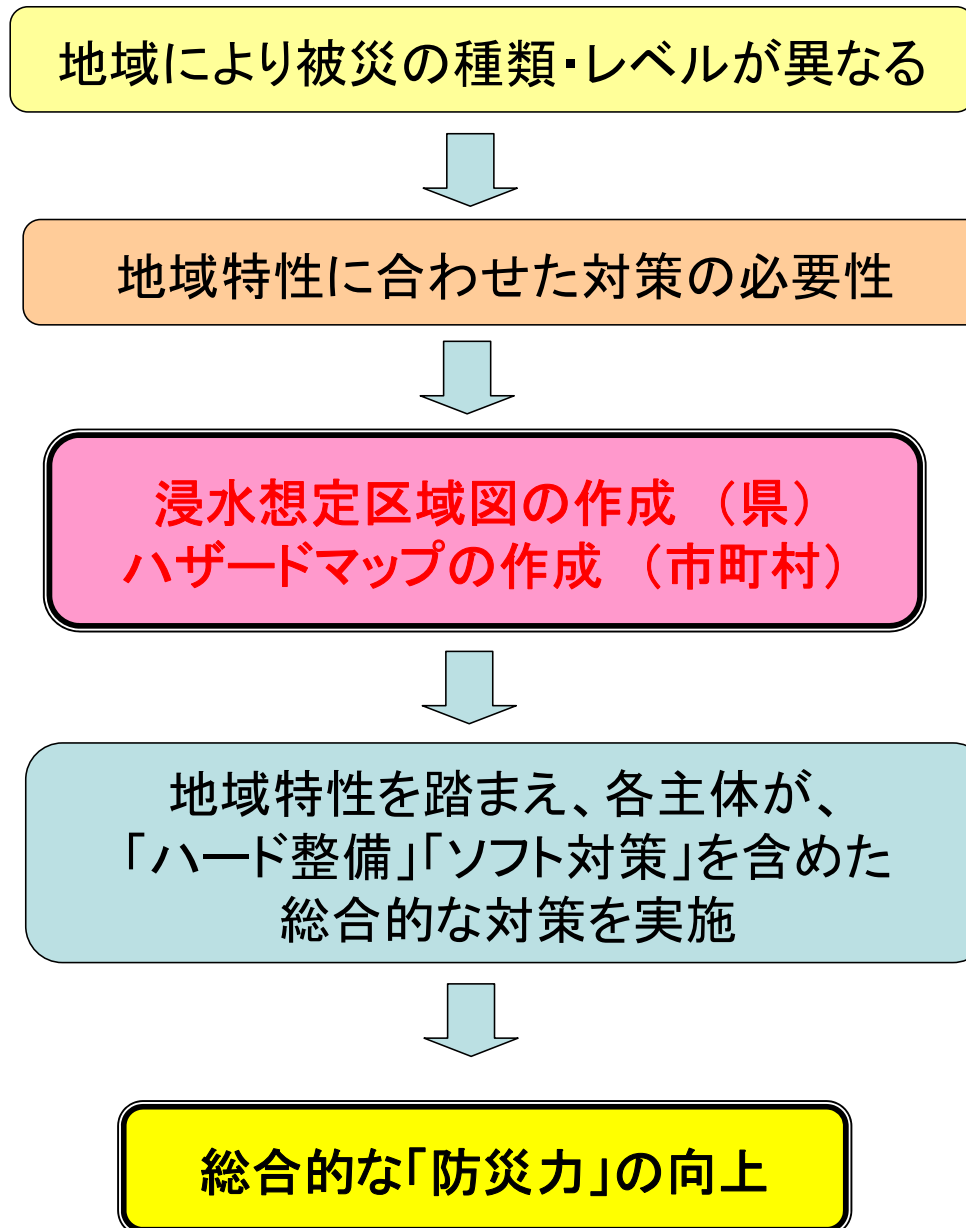 地域により被災の種類・レベルが異なる
地域特性に合わせた対策の必要性
浸水想定区域図の作成 （県）
ハザードマップの作成 （市町村）
地域特性を踏まえ、各主体が、
「ハード整備」「ソフト対策」を含めた
総合的な対策を実施
総合的な「防災力」の向上